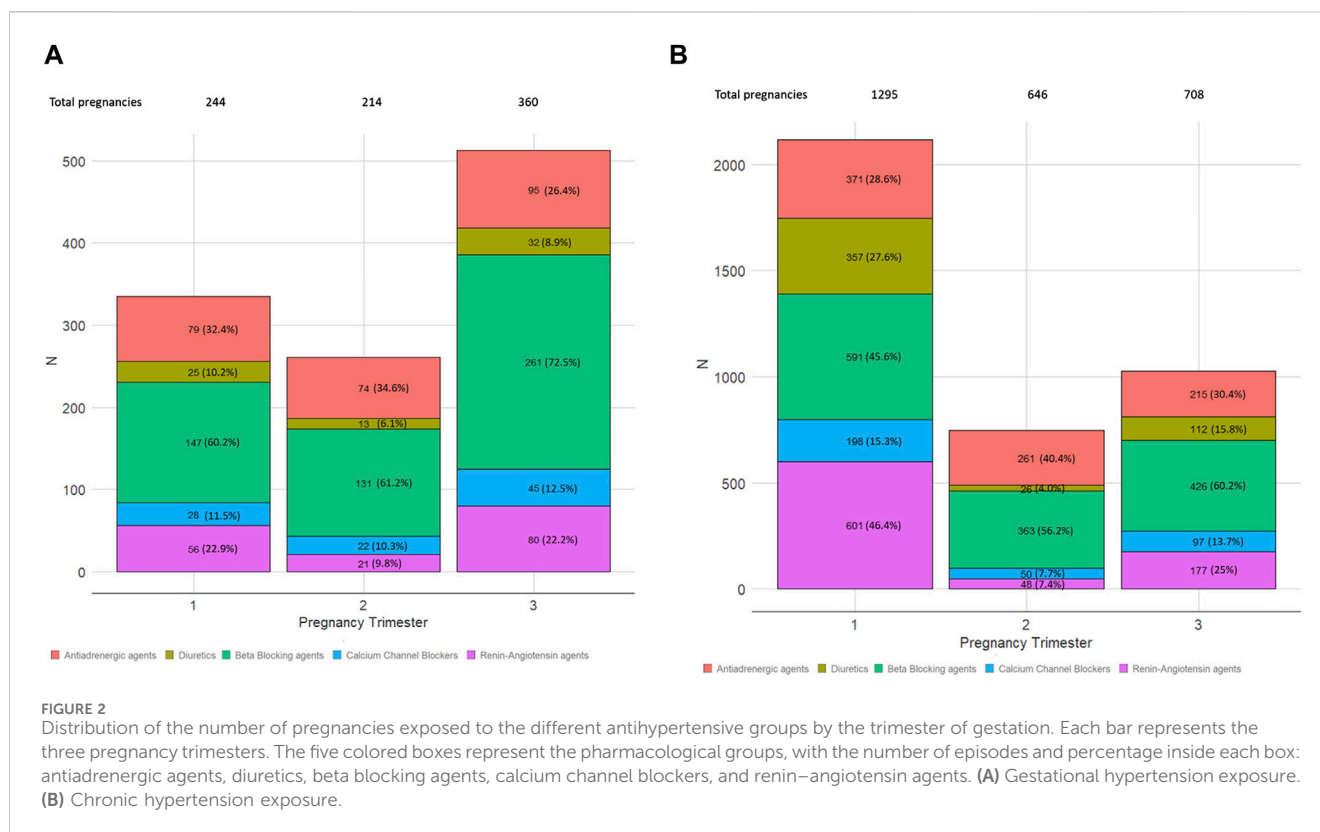 A
Total pregnancies 244 214 360
500
400
300
200
100
0
N
79 (32.4%)
25 (10.2%)
147 (60.2%)
28 (11.5%)
56 (22.9%)
74 (34.6%)
13 (6.1%)
131 (61.2%)
22 (10.3%)
21 (9.8%)
95 (26.4%)
32 (8.9%)
261 (72.5%)
45 (12.5%)
80 (22.2%)
1 2 3
Pregnancy Trimester
Antiadrenergic agents Diuretics Beta Blocking agents Calcium Channel Blockers Renin-Angiotensin agents
B
Total pregnancies 1295 646 708
2000
1500
1000
500
0
N
371 (28.6%)
357 (27.6%)
591 (45.6%)
198 (15.3%)
601 (46.4%)
261 (40.4%)
26 (4.0%)
363 (56.2%)
50 (7.7%)
48 (7.4%)
215 (30.4%)
112 (15.8%)
426 (60.2%)
97 (13.7%)
177 (25%)
1 2 3
Pregnancy Trimester
Antiadrenergic agents Diuretics Beta Blocking agents Calcium Channel Blockers Renin-Angiotensin agents
FIGURE 2
Distribution of the number of pregnancies exposed to the different antihypertensive groups by the trimester of gestation. Each bar represents the
three pregnancy trimesters. The five colored boxes represent the pharmacological groups, with the number of episodes and percentage inside each box:
antiadrenergic agents, diuretics, beta blocking agents, calcium channel blockers, and renin–angiotensin agents. (A) Gestational hypertension exposure.
(B) Chronic hypertension exposure.